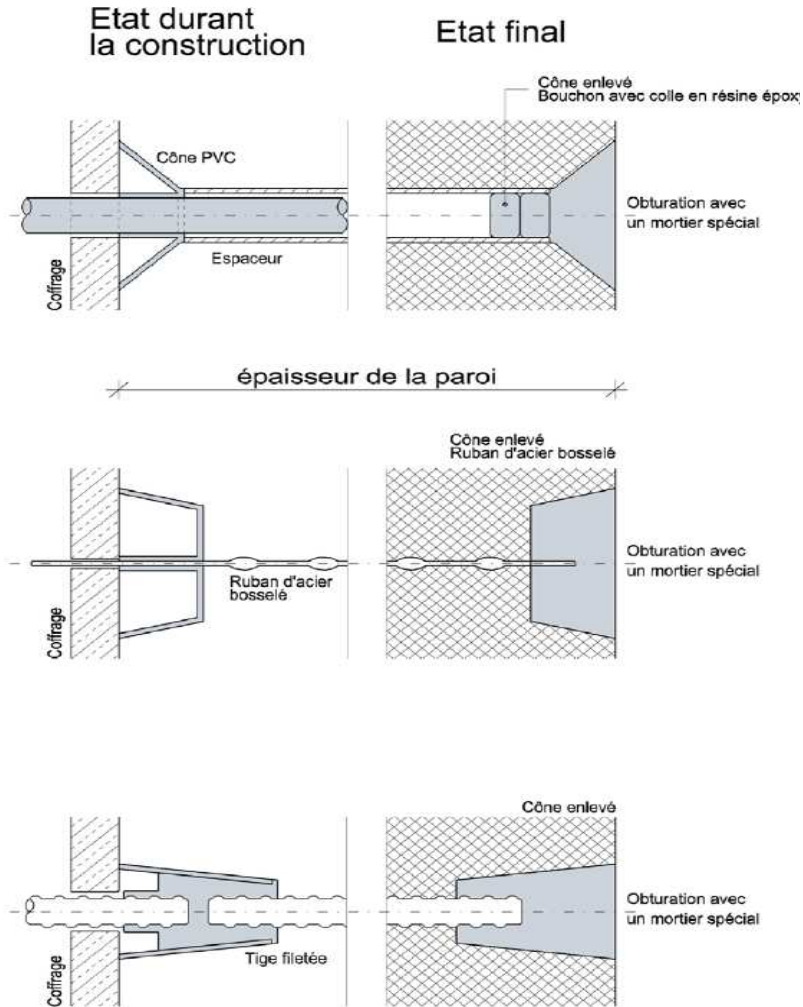 Etat durant
la construction
Etat final
Cône enlevé
Bouchon avec colle en résine époxy
Cône PVC
Obturation avec
un mortier spécial
Espaceur
Coffrage
épaisseur de la paroi
Cône enlevé
Ruban d'acier bosselé
Obturation avec
un mortier spécial
Ruban d'acier
bosselé
Coffrage
Cône enlevé
Obturation avec
un mortier spécial
Tige filetée
Coffrage